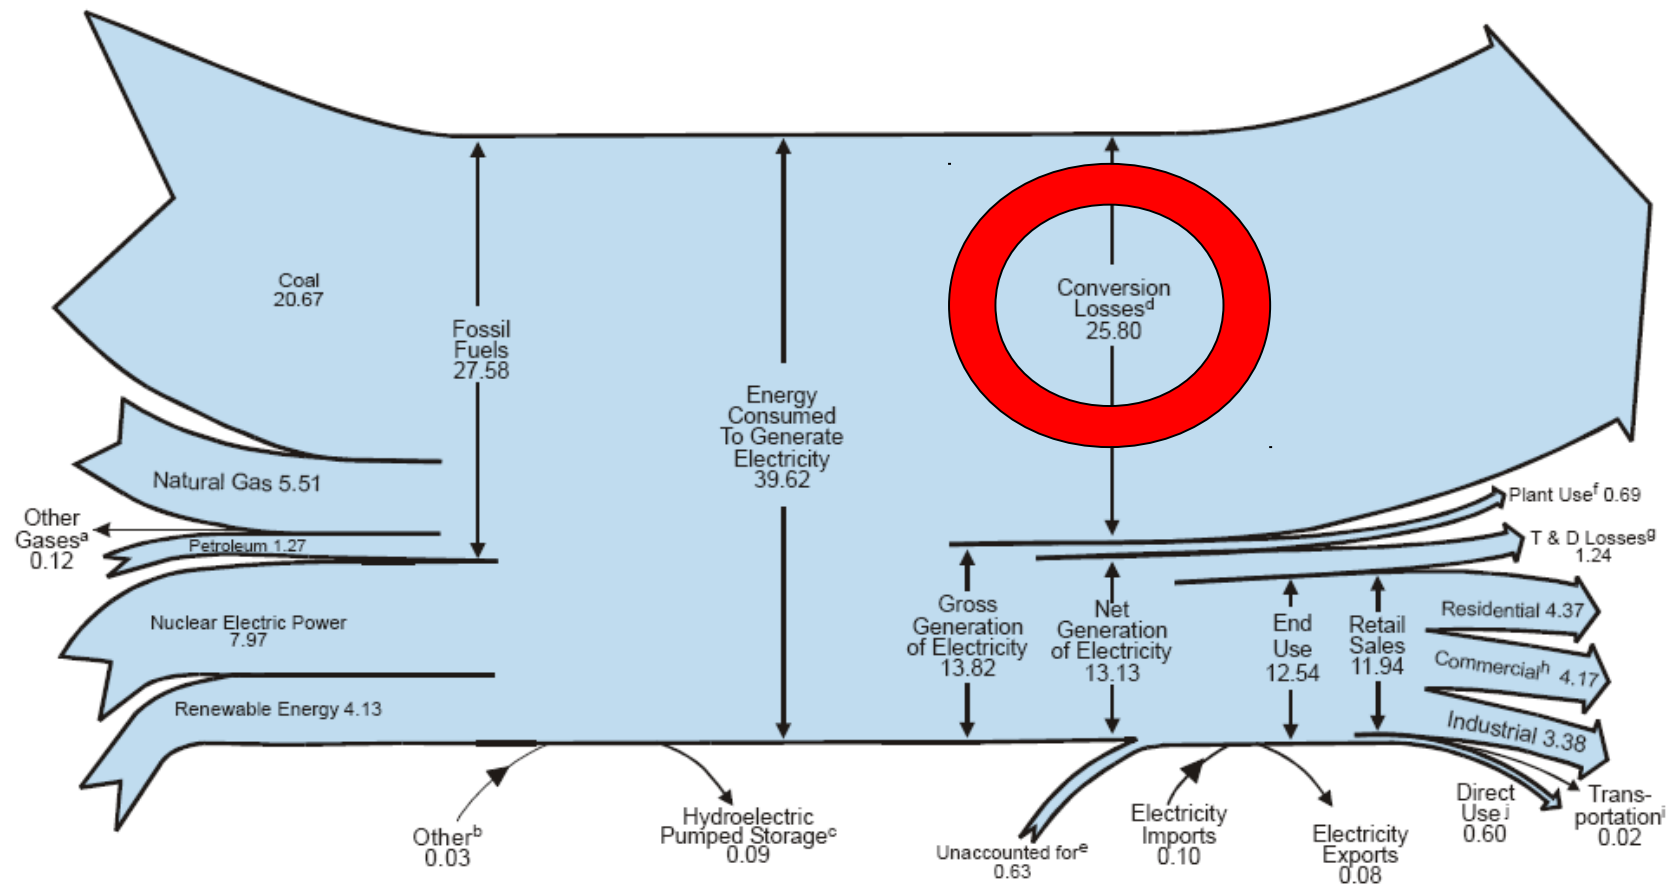 Coal
20.67
Fossil
Fuels
27.58
Natural Gas 5.51
Other
Gasesᵃ
0.12
Petroleum 1.27
Nuclear Electric Power
7.97
Renewable Energy 4.13
Energy
Consumed
To Generate
Electricity
39.62
Conversion
Lossesᵈ
25.80
Plant Useᶠ 0.69
T & D Lossesᵍ
1.24
Gross
Generation
of Electricity
13.82
Net
Generation
of Electricity
13.13
End
Use
12.54
Retail
Sales
11.94
Residential 4.37
Commercialʰ 4.17
Industrial 3.38
Otherᵇ
0.03
Hydroelectric
Pumped Storageᶜ
0.09
Unaccounted forᵉ
0.63
Electricity
Imports
0.10
Electricity
Exports
0.08
Direct
Useʲ
0.60
Trans-
portationⁱ
0.02